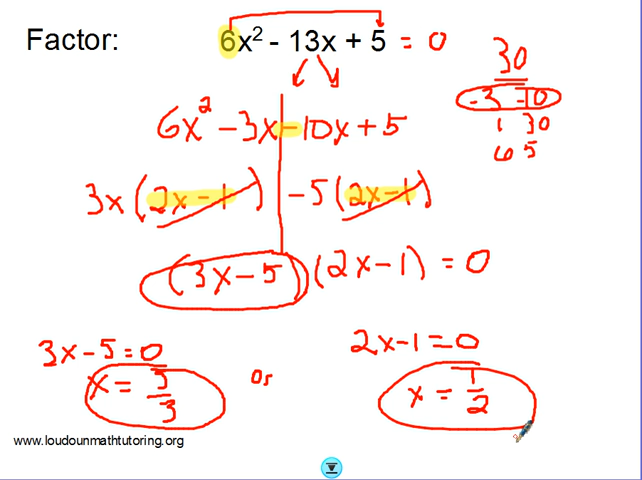 Factor: 6x² - 13x + 5 = 0
30
-3 -10
1 30
6 5
6x² - 3x - 10x + 5
3x (2x - 1) - 5 (2x - 1)
(3x - 5) (2x - 1) = 0
3x - 5 = 0
x = 5/3
or
2x - 1 = 0
x = 1/2
www.loudounmathtutoring.org